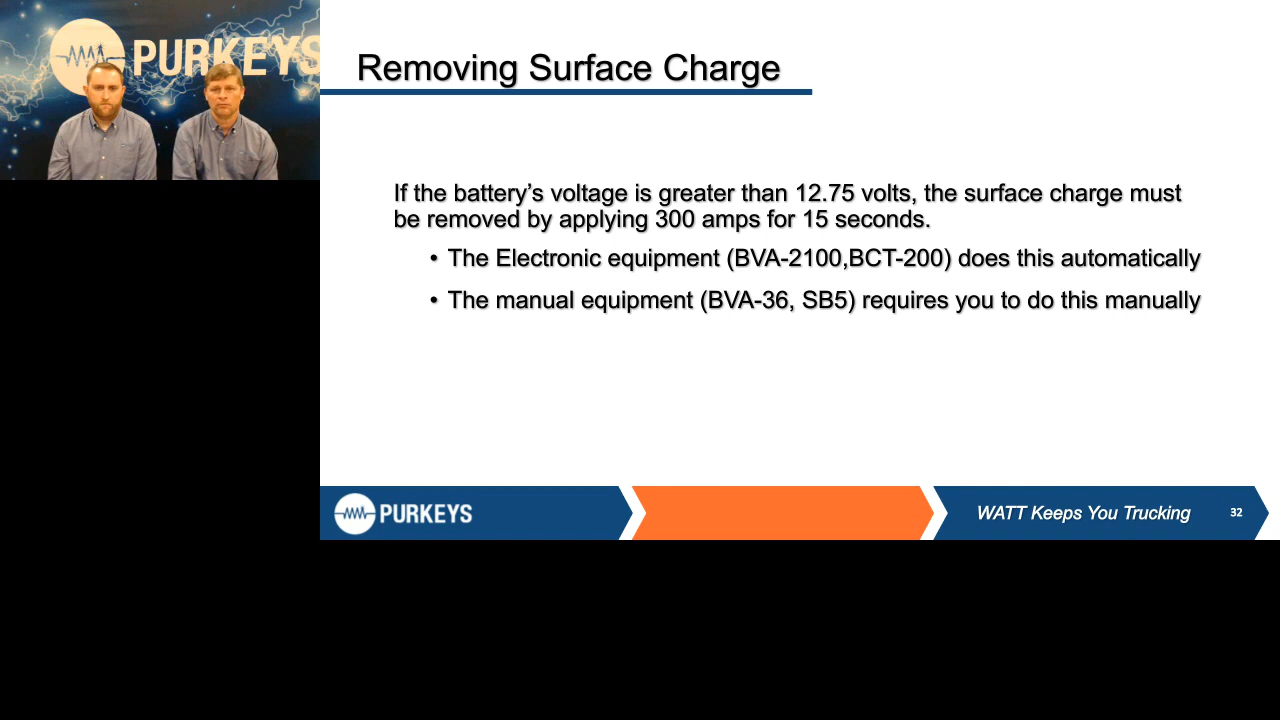 PURKEYS
Removing Surface Charge
If the battery’s voltage is greater than 12.75 volts, the surface charge must
be removed by applying 300 amps for 15 seconds.
• The Electronic equipment (BVA-2100,BCT-200) does this automatically
• The manual equipment (BVA-36, SB5) requires you to do this manually
PURKEYS
WATT Keeps You Trucking
32